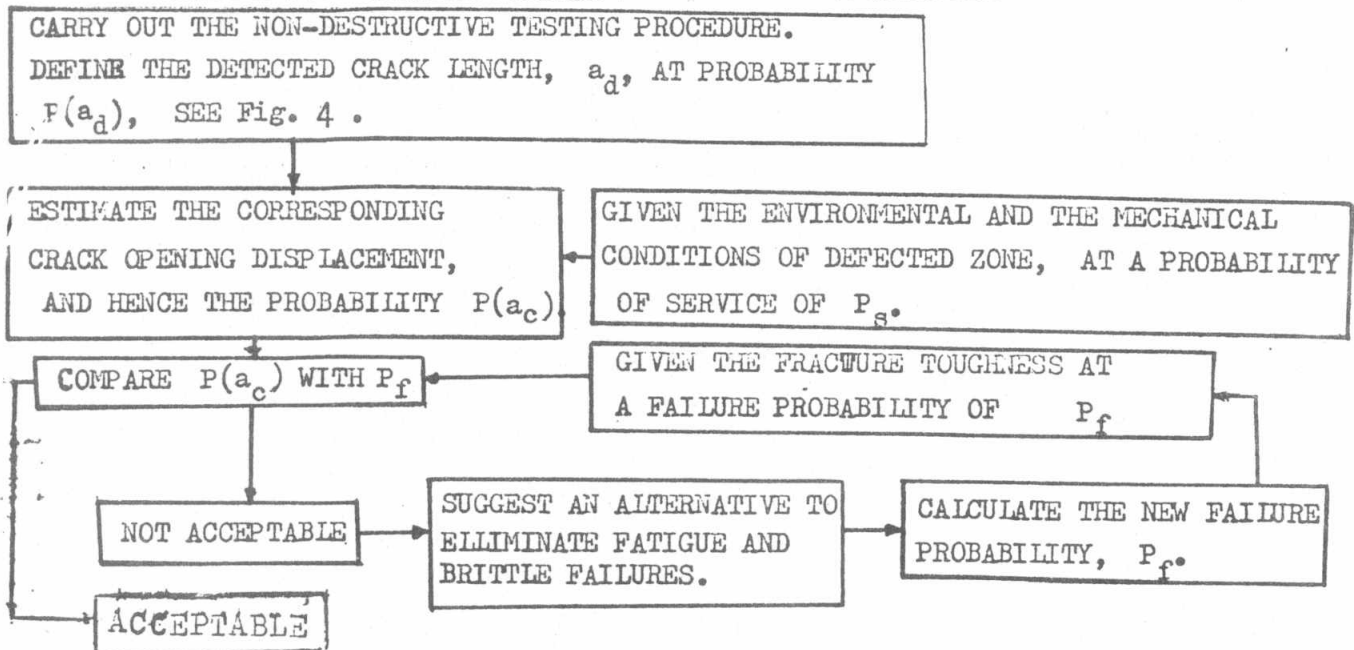 CARRY OUT THE NON-DESTRUCTIVE TESTING PROCEDURE.
DEFINE THE DETECTED CRACK LENGTH, a_d, AT PROBABILITY
P(a_d), SEE Fig. 4 .
ESTIMATE THE CORRESPONDING
CRACK OPENING DISPLACEMENT,
AND HENCE THE PROBABILITY P(a_c)
GIVEN THE ENVIRONMENTAL AND THE MECHANICAL
CONDITIONS OF DEFECTED ZONE, AT A PROBABILITY
OF SERVICE OF P_s.
COMPARE P(a_c) WITH P_f
GIVEN THE FRACTURE TOUGHNESS AT
A FAILURE PROBABILITY OF P_f
NOT ACCEPTABLE
SUGGEST AN ALTERNATIVE TO
ELLIMINATE FATIGUE AND
BRITTLE FAILURES.
CALCULATE THE NEW FAILURE
PROBABILITY, P_f.
ACCEPTABLE